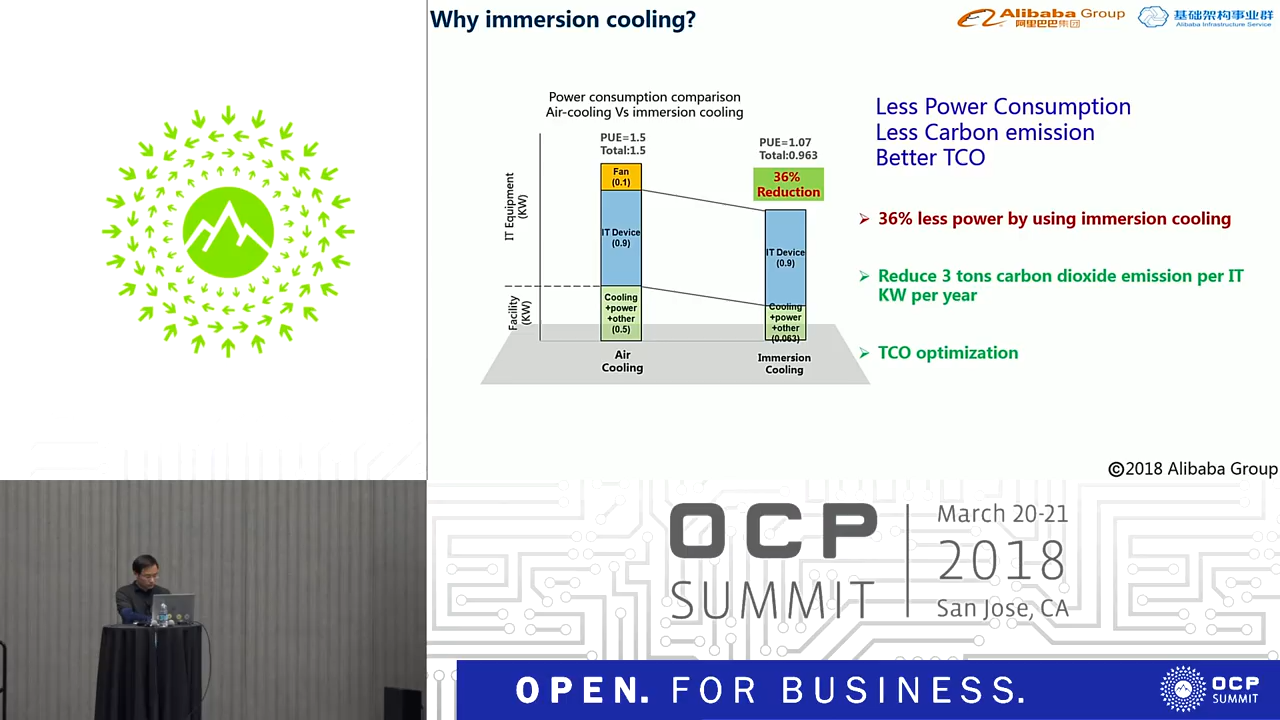 Why immersion cooling?
Alibaba Group
阿里巴巴集团
基础架构事业群
Alibaba Infrastructure Service
Power consumption comparison
Air-cooling Vs immersion cooling
PUE=1.5
Total:1.5
PUE=1.07
Total:0.963
36%
Reduction
IT Equipment
(KW)
Facility
(KW)
Fan
(0.1)
IT Device
(0.9)
Cooling
+power
+other
(0.5)
IT Device
(0.9)
Cooling
+power
+other
(0.063)
Air
Cooling
Immersion
Cooling
Less Power Consumption
Less Carbon emission
Better TCO
➢ 36% less power by using immersion cooling
➢ Reduce 3 tons carbon dioxide emission per IT
KW per year
➢ TCO optimization
©2018 Alibaba Group
OCP
SUMMIT
March 20-21
2018
San Jose, CA
OPEN. FOR BUSINESS.
OCP
SUMMIT